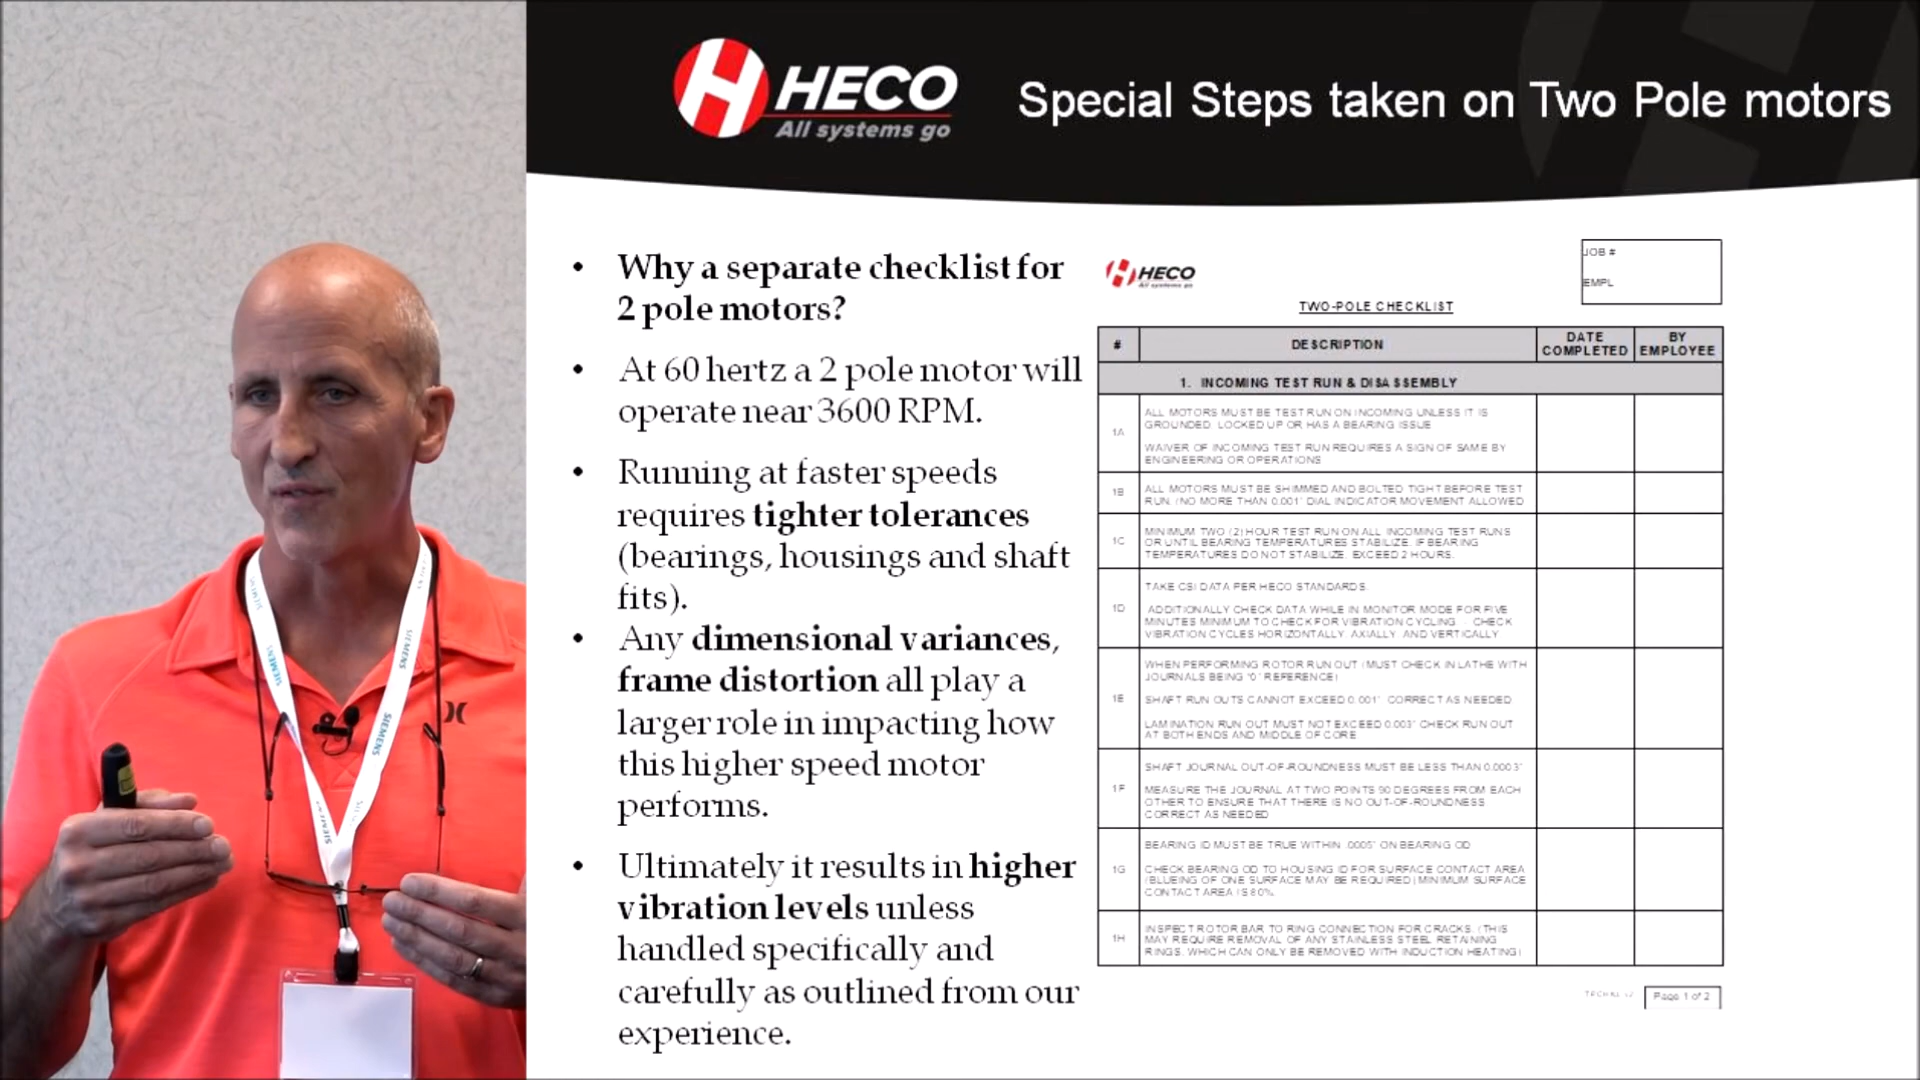 HECO
All systems go
Special Steps taken on Two Pole motors
• Why a separate checklist for
2 pole motors?
• At 60 hertz a 2 pole motor will
operate near 3600 RPM.
• Running at faster speeds
requires tighter tolerances
(bearings, housings and shaft
fits).
• Any dimensional variances,
frame distortion all play a
larger role in impacting how
this higher speed motor
performs.
• Ultimately it results in higher
vibration levels unless
handled specifically and
carefully as outlined from our
experience.
HECO
All systems go
JOB #
EMPL
TWO-POLE CHECKLIST
# DESCRIPTION DATE COMPLETED BY EMPLOYEE
1. INCOMING TEST RUN & DISASSEMBLY
1A
ALL MOTORS MUST BE TEST RUN ON INCOMING UNLESS IT IS
GROUNDED, LOCKED UP OR HAS A BEARING ISSUE
WAIVER OF INCOMING TEST RUN REQUIRES A SIGN OF SAME BY
ENGINEERING OR OPERATIONS
1B
ALL MOTORS MUST BE SHIMMED AND BOLTED TIGHT BEFORE TEST
RUN. (NO MORE THAN 0.001" DIAL INDICATOR MOVEMENT ALLOWED
1C
MINIMUM TWO (2) HOUR TEST RUN ON ALL INCOMING TEST RUNS
OR UNTIL BEARING TEMPERATURES STABILIZE. IF BEARING
TEMPERATURES DO NOT STABILIZE, EXCEED 2 HOURS.
1D
TAKE CSI DATA PER HECO STANDARDS.
ADDITIONALLY CHECK DATA WHILE IN MONITOR MODE FOR FIVE
MINUTES MINIMUM TO CHECK FOR VIBRATION CYCLING - CHECK
VIBRATION CYCLES HORIZONTALLY, AXIALLY, AND VERTICALLY
1E
WHEN PERFORMING ROTOR RUN OUT (MUST CHECK IN LATHE WITH
JOURNALS BEING "0" REFERENCE)
SHAFT RUN OUTS CANNOT EXCEED 0.001" CORRECT AS NEEDED
LAMINATION RUN OUT MUST NOT EXCEED 0.003" CHECK RUN OUT
AT BOTH ENDS AND MIDDLE OF CORE
1F
SHAFT JOURNAL OUT-OF-ROUNDNESS MUST BE LESS THAN 0.0003"
MEASURE THE JOURNAL AT TWO POINTS 90 DEGREES FROM EACH
OTHER TO ENSURE THAT THERE IS NO OUT-OF-ROUNDNESS
CORRECT AS NEEDED
1G
BEARING ID MUST BE TRUE WITHIN .0005" ON BEARING OD
CHECK BEARING OD TO HOUSING ID FOR SURFACE CONTACT AREA
(BLUEING OF ONE SURFACE MAY BE REQUIRED) MINIMUM SURFACE
CONTACT AREA IS 80%.
1H
INSPECT ROTOR BAR TO RING CONNECTION FOR CRACKS. (THIS
MAY REQUIRE REMOVAL OF ANY STAINLESS STEEL RETAINING
RINGS, WHICH CAN ONLY BE REMOVED WITH INDUCTION HEATING)
Page 1 of 2
SIEMENS
SIEMENS
SIEMENS
SIEMENS